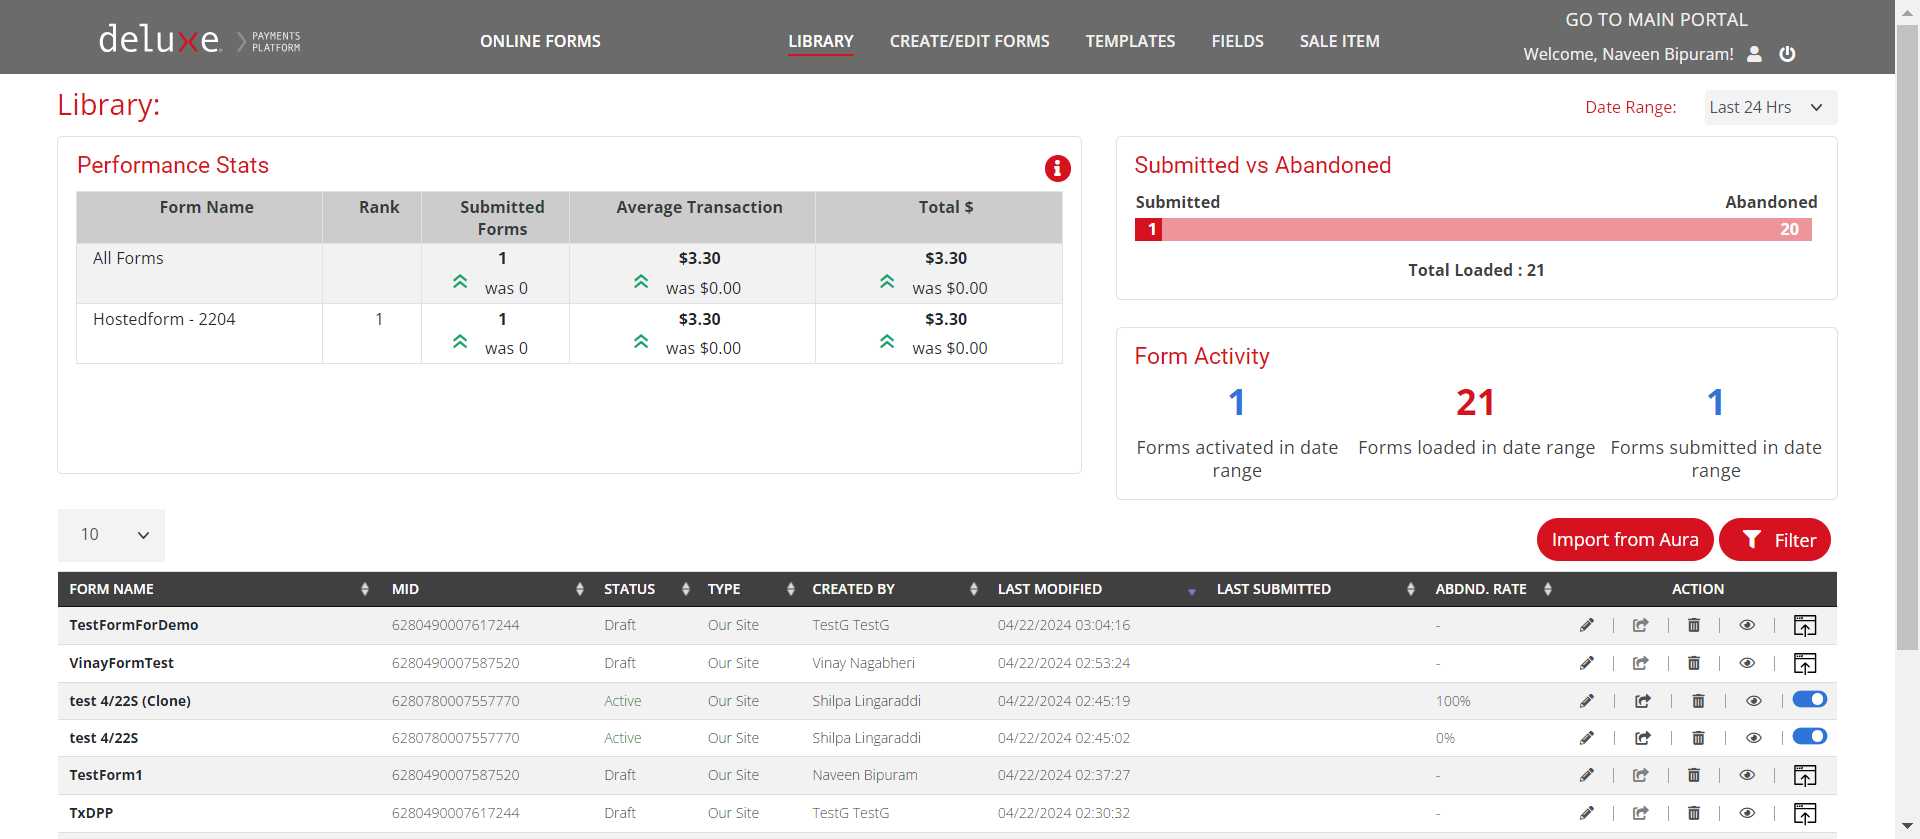 deluxe. PAYMENTS PLATFORM
ONLINE FORMS
LIBRARY CREATE/EDIT FORMS TEMPLATES FIELDS SALE ITEM
GO TO MAIN PORTAL
Welcome, Naveen Bipuram!
Library:
Date Range: Last 24 Hrs
Performance Stats
Form Name Rank Submitted Forms Average Transaction Total $
All Forms 1 $3.30 $3.30
was 0 was $0.00 was $0.00
Hostedform - 2204 1 1 $3.30 $3.30
was 0 was $0.00 was $0.00
Submitted vs Abandoned
Submitted Abandoned
1 20
Total Loaded : 21
Form Activity
1 21 1
Forms activated in date range Forms loaded in date range Forms submitted in date range
10
Import from Aura Filter
FORM NAME MID STATUS TYPE CREATED BY LAST MODIFIED LAST SUBMITTED ABDND. RATE ACTION
TestFormForDemo 6280490007617244 Draft Our Site TestG TestG 04/22/2024 03:04:16 -
VinayFormTest 6280490007587520 Draft Our Site Vinay Nagabheri 04/22/2024 02:53:24 -
test 4/22S (Clone) 6280780007557770 Active Our Site Shilpa Lingaraddi 04/22/2024 02:45:19 100%
test 4/22S 6280780007557770 Active Our Site Shilpa Lingaraddi 04/22/2024 02:45:02 0%
TestForm1 6280490007587520 Draft Our Site Naveen Bipuram 04/22/2024 02:37:27 -
TxDPP 6280490007617244 Draft Our Site TestG TestG 04/22/2024 02:30:32 -